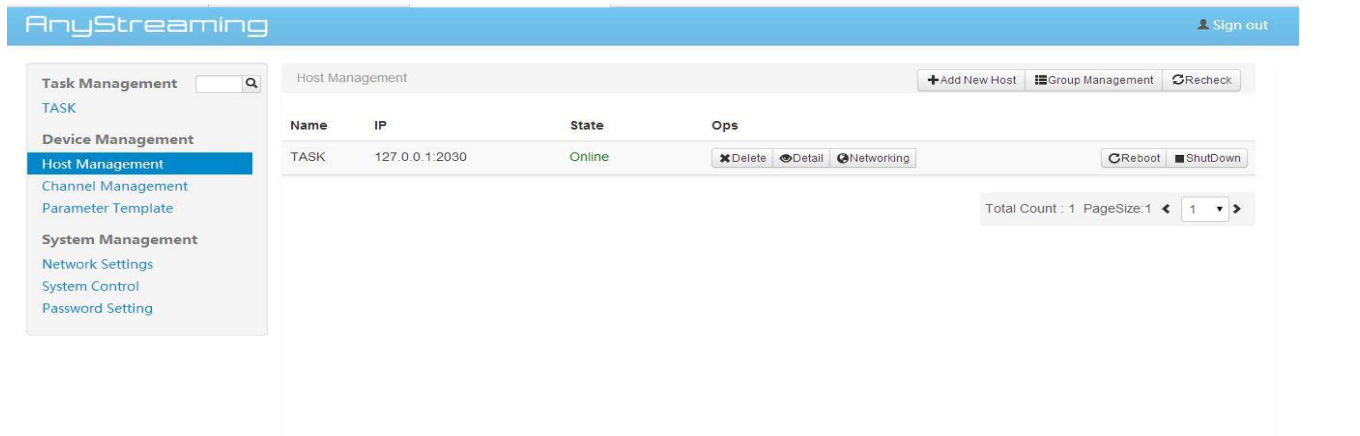 AnyStreaming
Sign out
Task Management
TASK
Device Management
Host Management
Channel Management
Parameter Template
System Management
Network Settings
System Control
Password Setting
Host Management
Add New Host Group Management Recheck
Name IP State Ops
TASK 127.0.0.1:2030 Online Delete Detail Networking Reboot ShutDown
Total Count : 1 PageSize:1 1